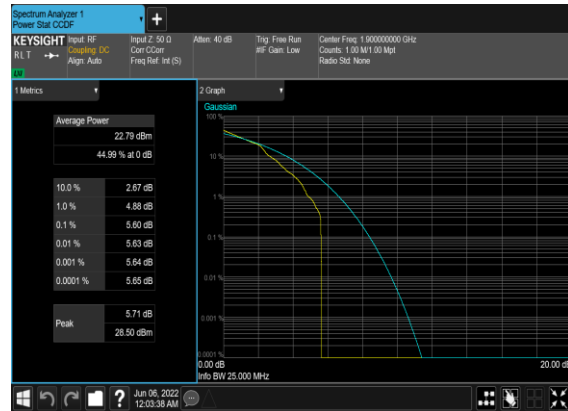 Spectrum Analyzer 1
Power Stat CCDF
KEYSIGHT
RLT
Input: RF
Coupling: DC
Align: Auto
Input Z: 50 Ω
Corr CCorr
Freq Ref: Int (S)
Atten: 40 dB
Trig: Free Run
#IF Gain: Low
Center Freq: 1.900000000 GHz
Counts: 1.00 M/1.00 Mpt
Radio Std: None
1 Metrics
Average Power
22.79 dBm
44.99 % at 0 dB
10.0 % 2.67 dB
1.0 % 4.88 dB
0.1 % 5.60 dB
0.01 % 5.63 dB
0.001 % 5.64 dB
0.0001 % 5.65 dB
Peak
5.71 dB
28.50 dBm
2 Graph
Gaussian
100 %
10 %
1 %
0.1 %
0.01 %
0.001 %
0.0001 %
0.00 dB
20.00 dB
Info BW 25.000 MHz
Jun 06, 2022
12:03:38 AM